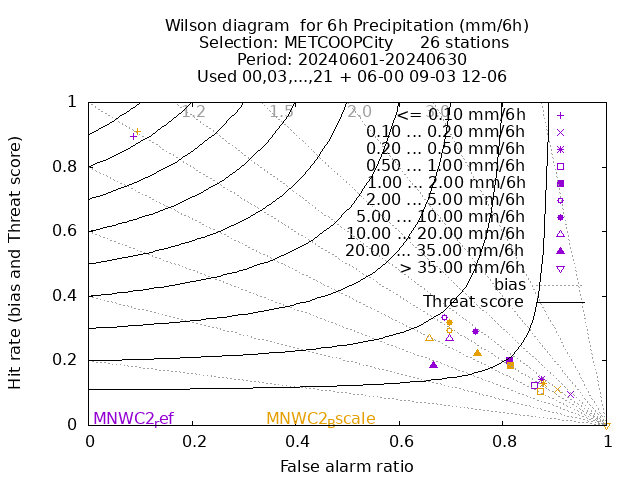 Wilson diagram  for 6h Precipitation (mm/6h)
Selection: METCOOPCity     26 stations
Period: 20240601-20240630
Used 00,03,...,21 + 06-00 09-03 12-06
Hit rate (bias and Threat score)
1
0.8
0.6
0.4
0.2
0
1.2 1.5 2.0 3.0
<= 0.10 mm/6h
0.10 ... 0.20 mm/6h
0.20 ... 0.50 mm/6h
0.50 ... 1.00 mm/6h
1.00 ... 2.00 mm/6h
2.00 ... 5.00 mm/6h
5.00 ... 10.00 mm/6h
10.00 ... 20.00 mm/6h
20.00 ... 35.00 mm/6h
> 35.00 mm/6h
bias
Threat score
MNWC2,ef MNWC2Bscale
0 0.2 0.4 0.6 0.8 1
False alarm ratio